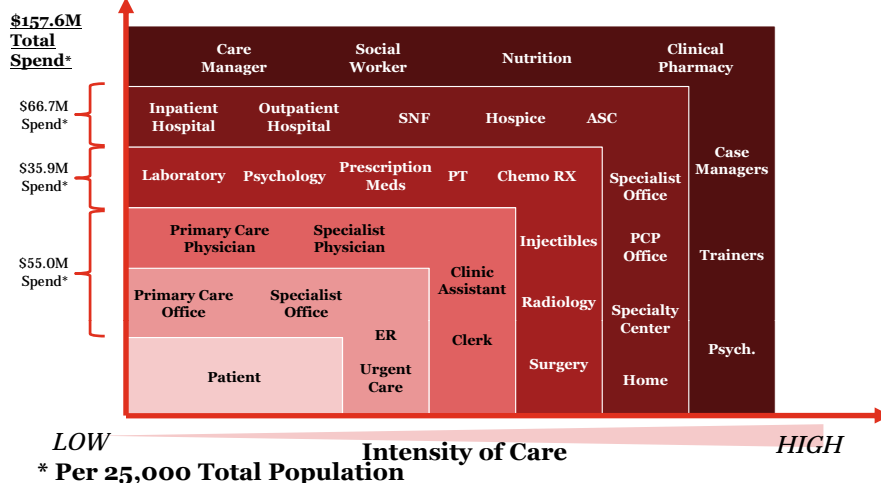 $157.6M
Total
Spend*
Care
Manager
Social
Worker
Nutrition
Clinical
Pharmacy
$66.7M
Spend*
Inpatient
Hospital
Outpatient
Hospital
SNF
Hospice
ASC
$35.9M
Spend*
Laboratory
Psychology
Prescription
Meds
PT
Chemo RX
Specialist
Office
Case
Managers
$55.0M
Spend*
Primary Care
Physician
Specialist
Physician
Injectibles
PCP
Office
Trainers
Clinic
Assistant
Primary Care
Office
Specialist
Office
Radiology
Specialty
Center
ER
Clerk
Psych.
Patient
Urgent
Care
Surgery
Home
LOW
Intensity of Care
HIGH
* Per 25,000 Total Population